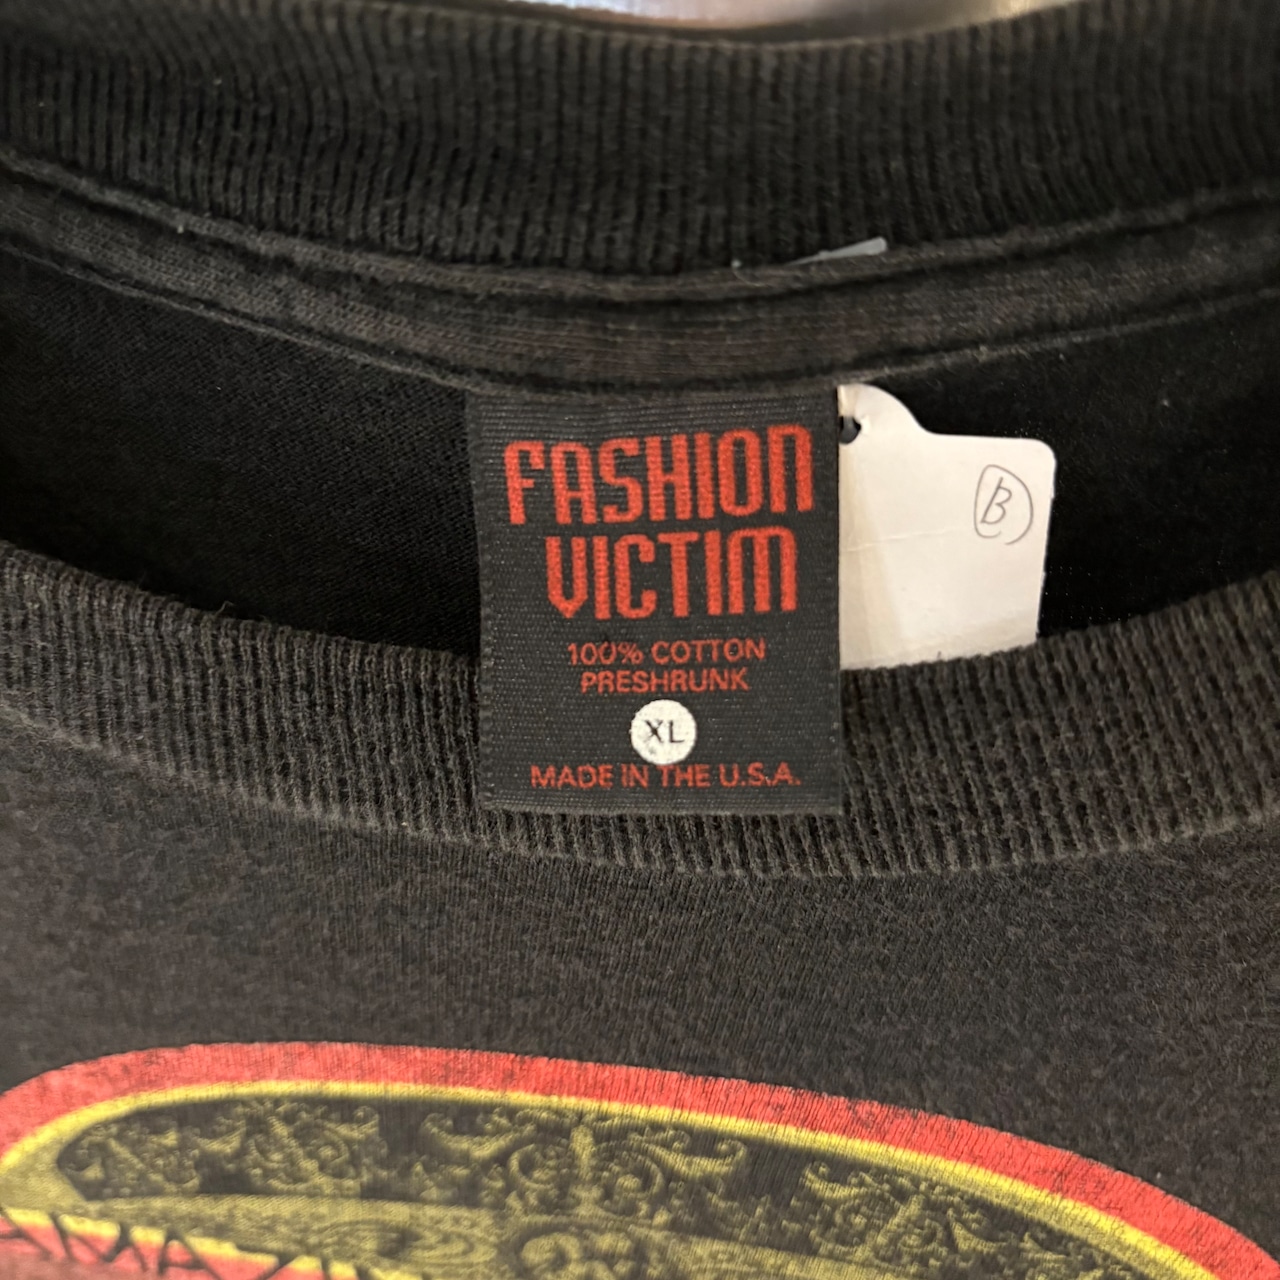 B
FASHION
VICTIM
100% COTTON
PRESHRUNK
XL
MADE IN THE U.S.A.